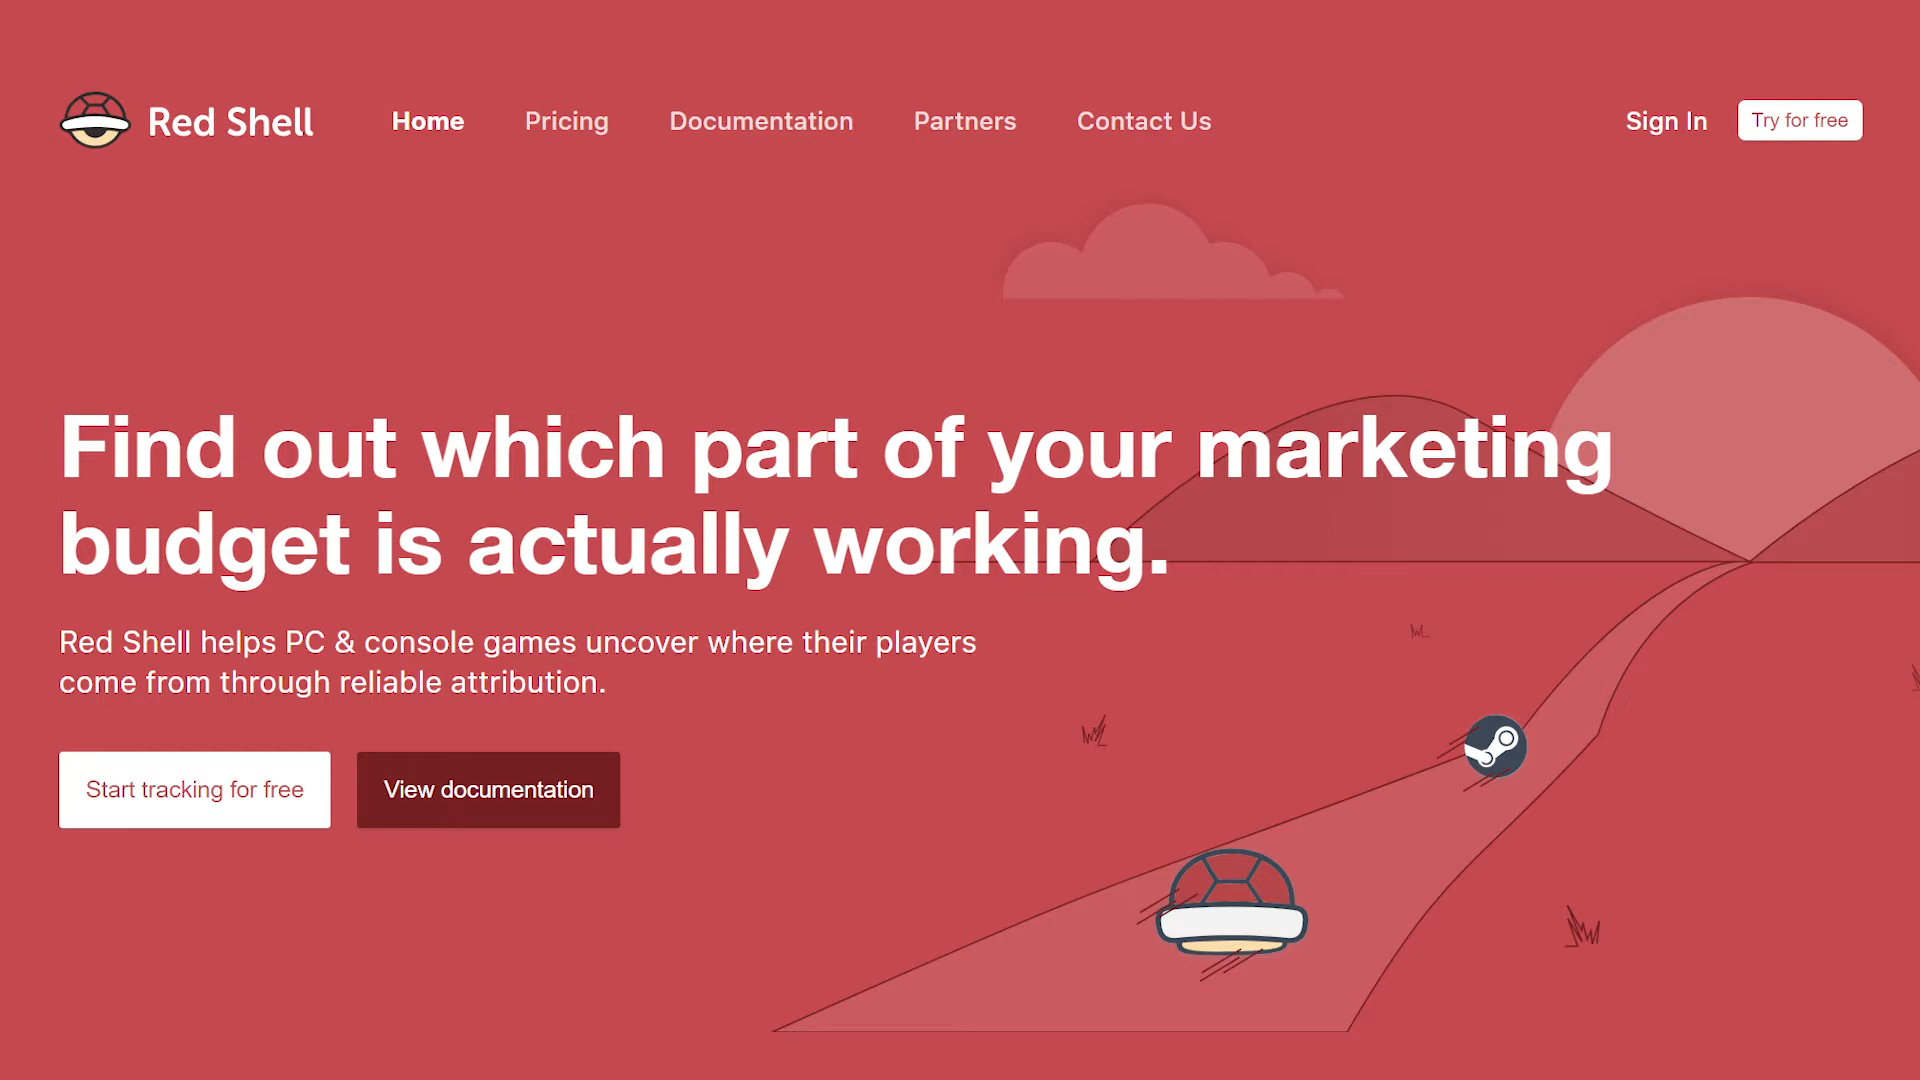 Red Shell
Home
Pricing
Documentation
Partners
Contact Us
Sign In
Try for free
Find out which part of your marketing
budget is actually working.
Red Shell helps PC & console games uncover where their players
come from through reliable attribution.
Start tracking for free
View documentation